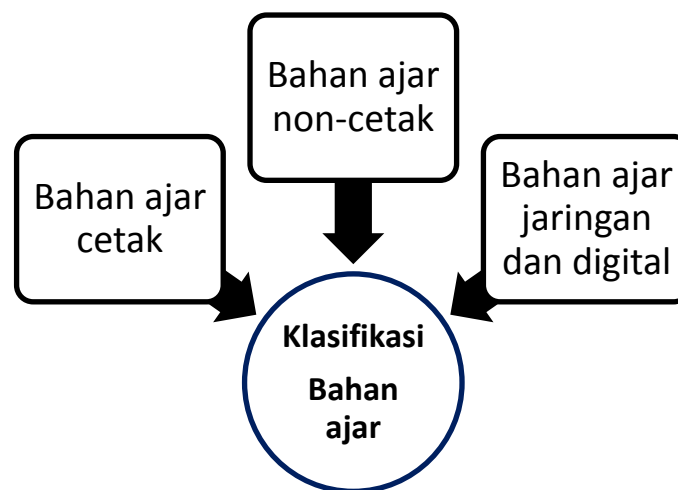 Bahan ajar
non-cetak
Bahan ajar
cetak
Bahan ajar
jaringan
dan digital
Klasifikasi
Bahan
ajar